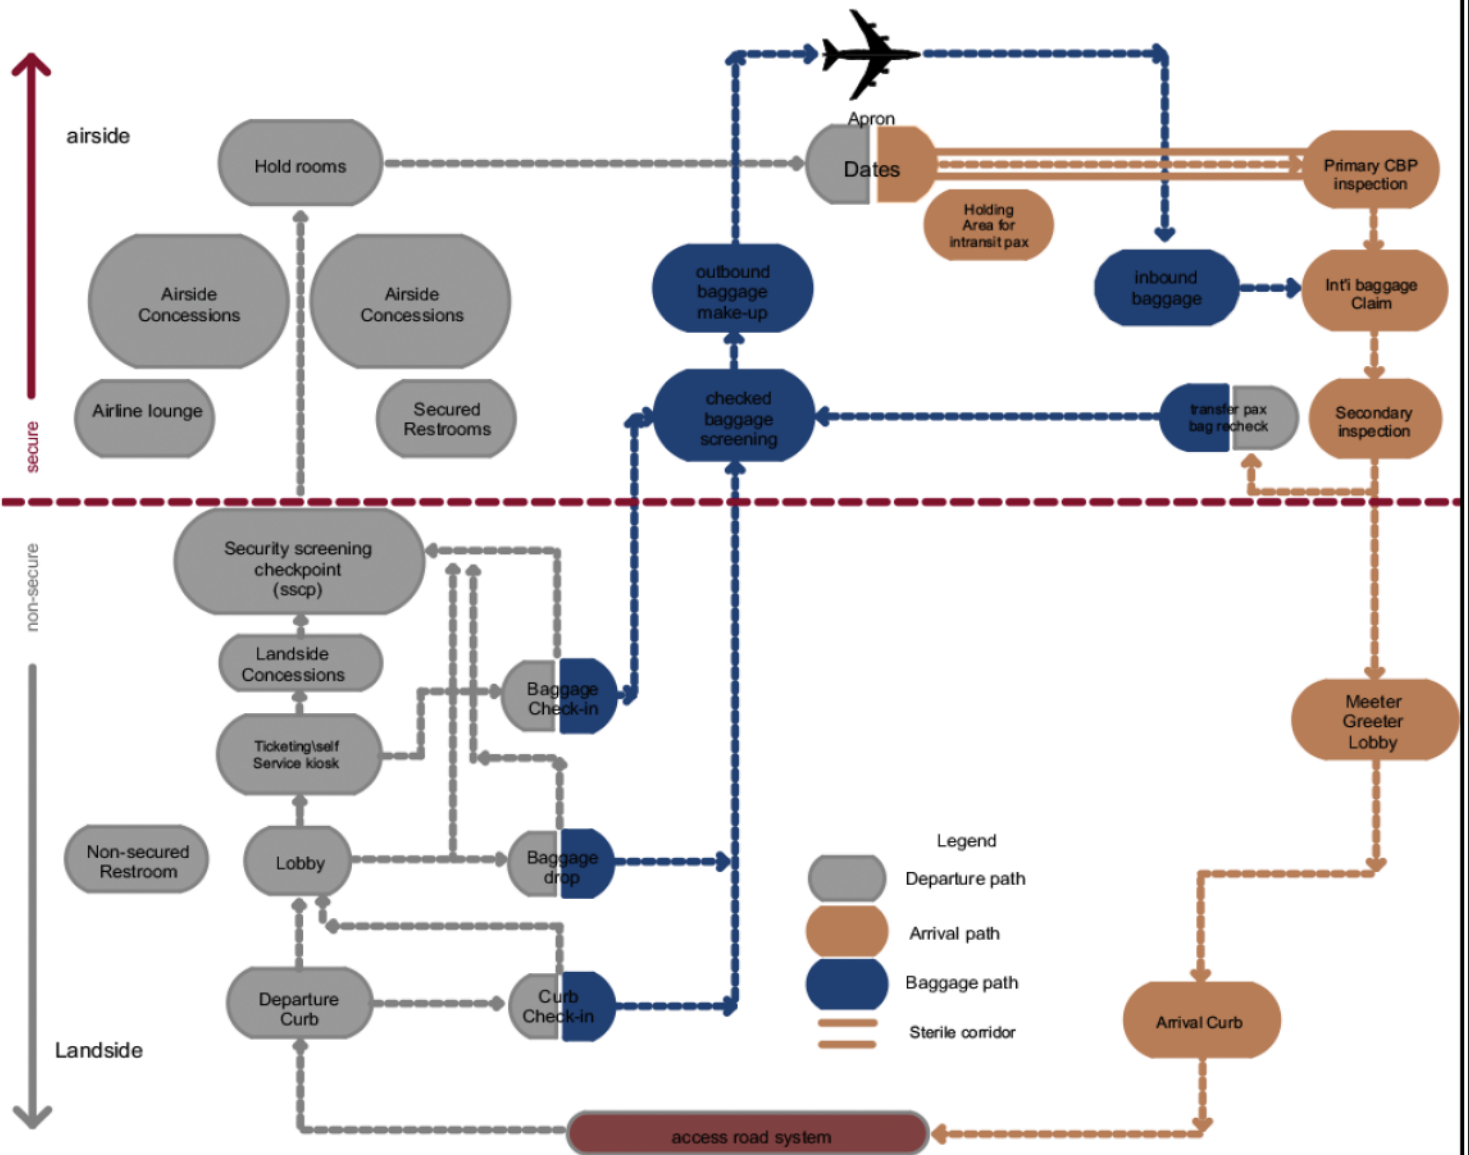 airside
Apron
Hold rooms
Dates
Primary CBP
inspection
Holding
Area for
intransit pax
Airside
Concessions
Airside
Concessions
outbound
baggage
make-up
inbound
baggage
Int'i baggage
Claim
Airline lounge
Secured
Restrooms
checked
baggage
screening
transfer pax
bag recheck
Secondary
inspection
secure
non-secure
Security screening
checkpoint
(sscp)
Landside
Concessions
Baggage
Check-in
Meeter
Greeter
Lobby
Ticketing\self
Service kiosk
Non-secured
Restroom
Lobby
Baggage
drop
Legend
Departure path
Arrival path
Baggage path
Sterile corridor
Departure
Curb
Curb
Check-in
Arrival Curb
Landside
access road system